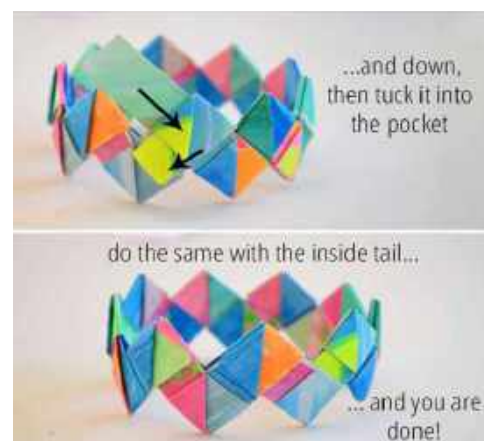 ...and down,
then tuck it into
the pocket
do the same with the inside tail...
... and you are
done!